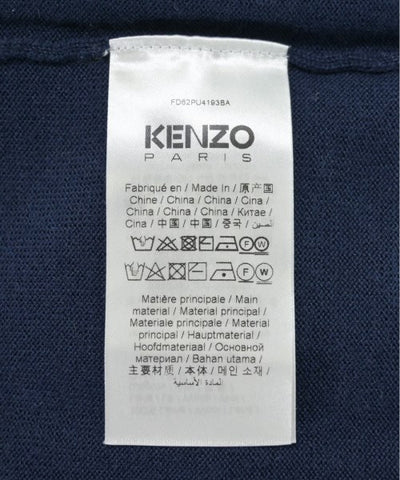 FD62PU4193BA
KENZO
PARIS
Fabriqué en / Made in / 原产国
Chine / China / China / Cina /
China / China / China / Китае /
Cina / 中国 / 中国 / 중국 / الصين
F W
F W
Matière principale / Main
material / Material principal /
Materiale principale / Material
principal / Hauptmaterial /
Hoofdmateriaal / Основной
материал / Bahan utama /
主要材质 / 本体 / 메인 소재 /
المادة الأساسية